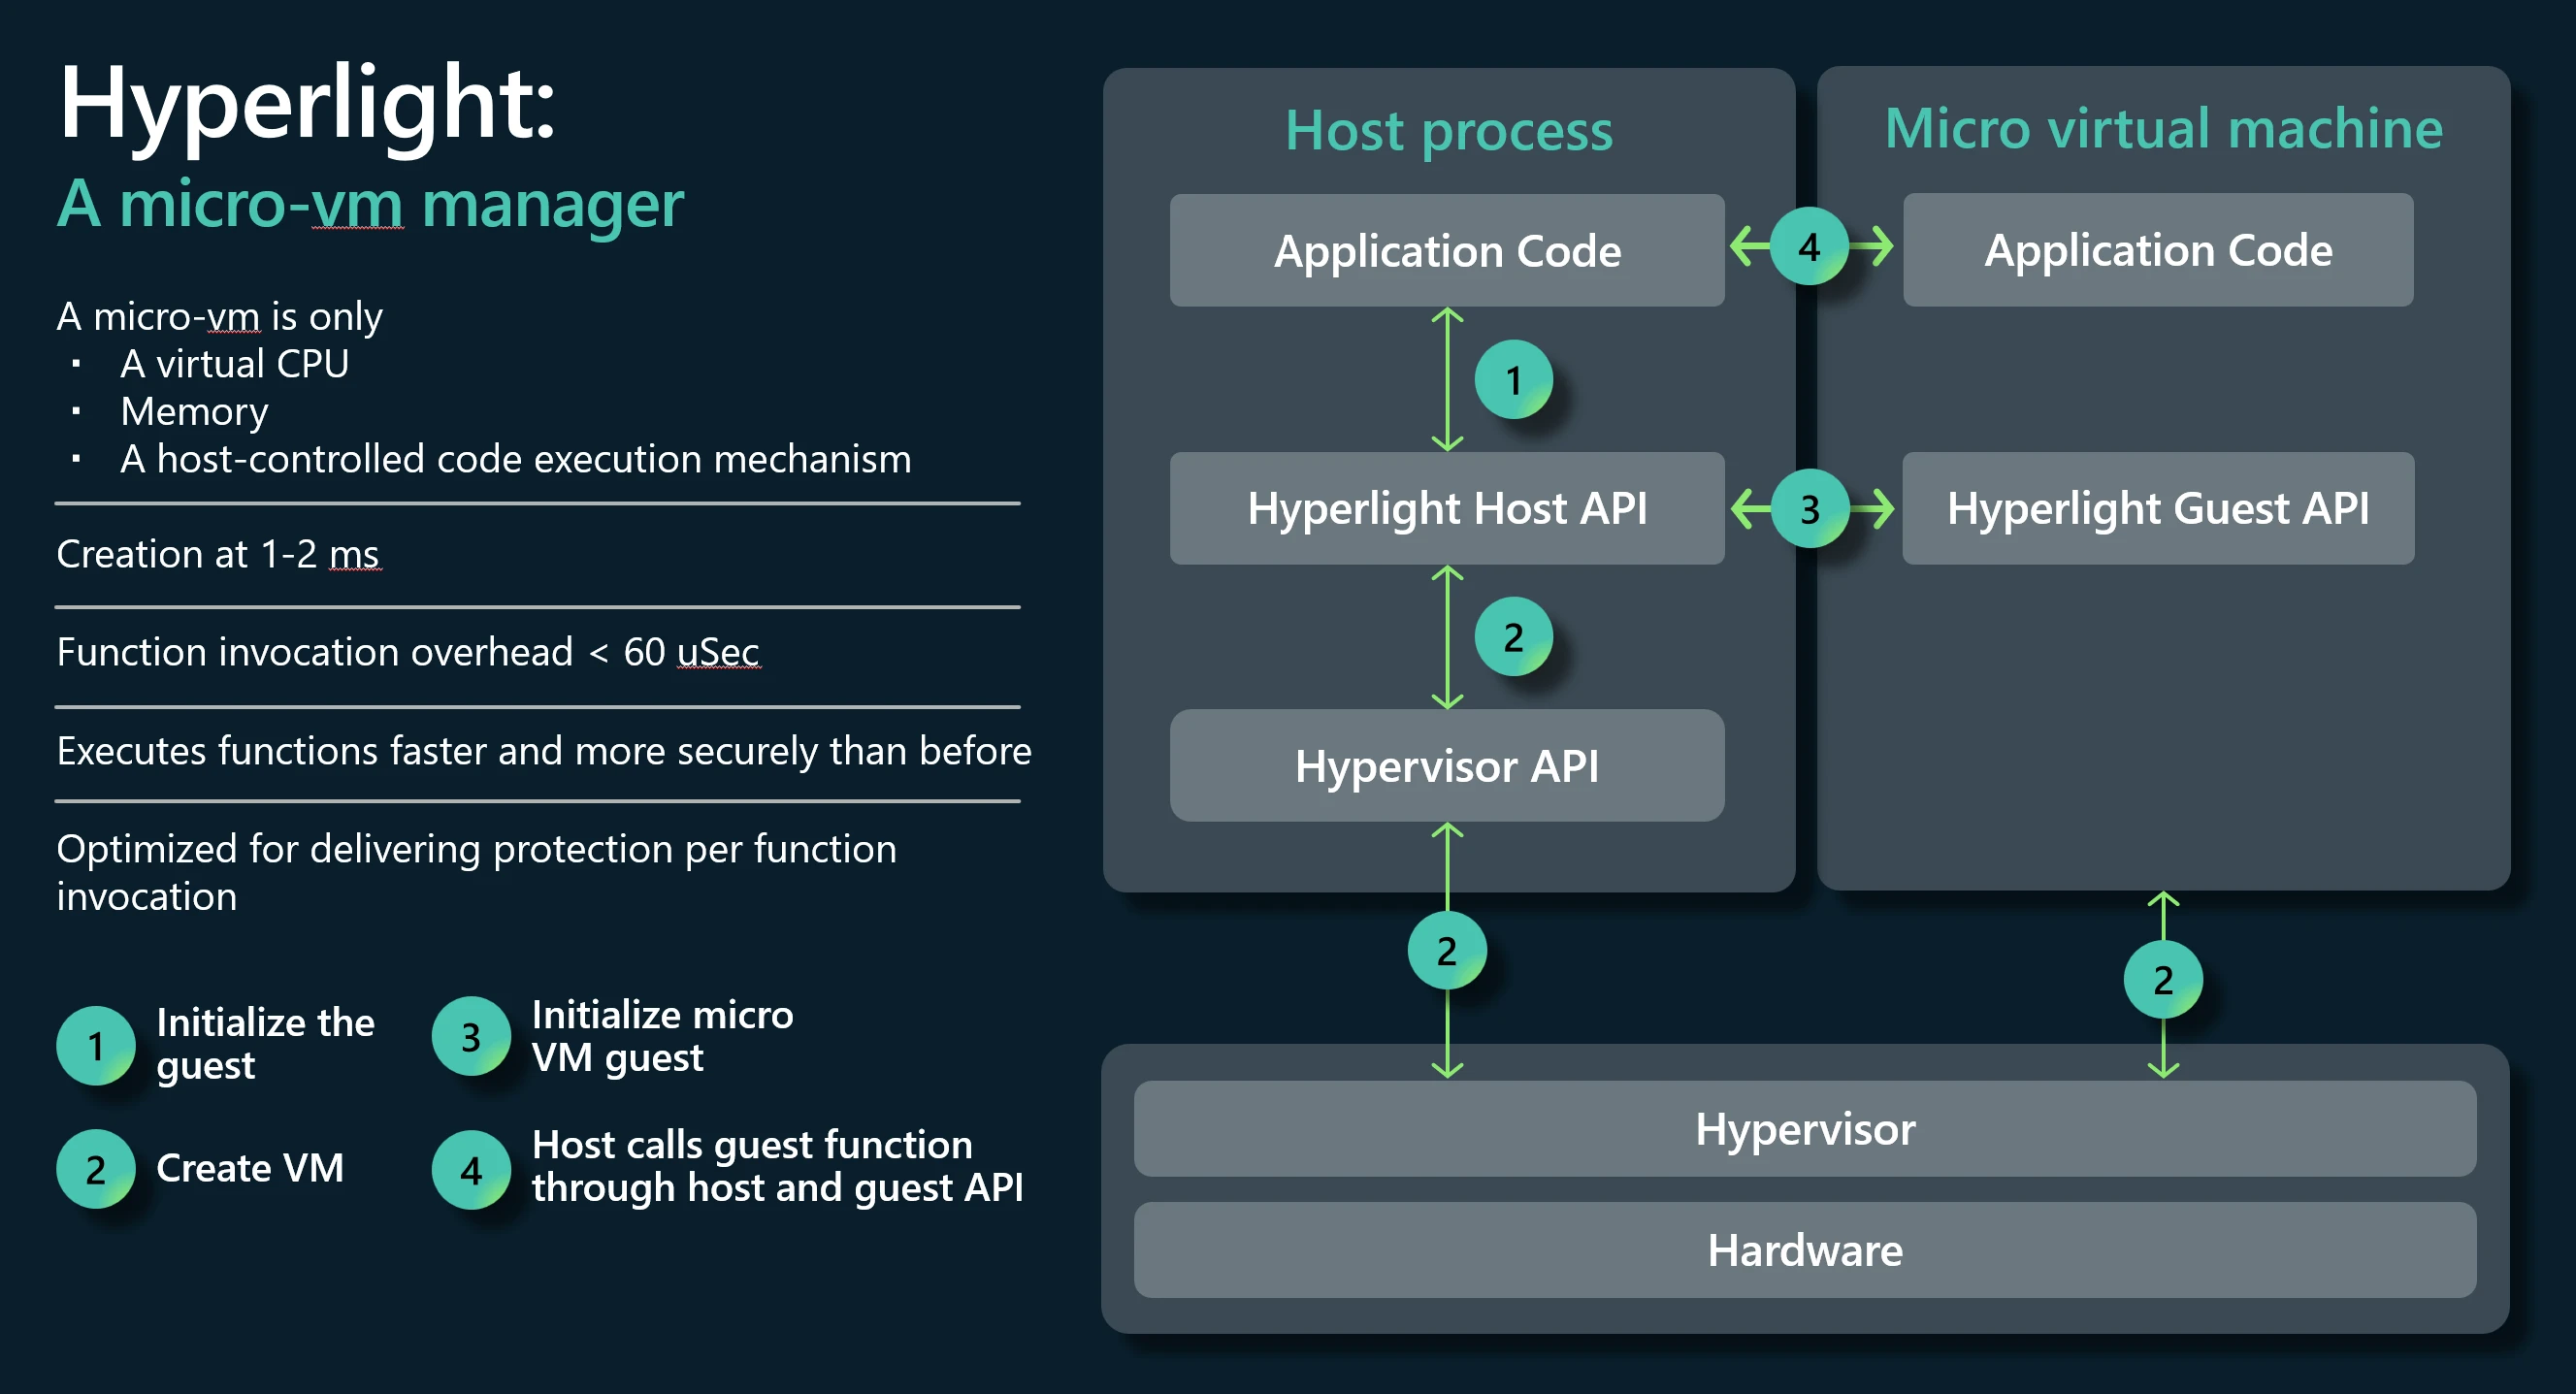 Hyperlight:
A micro-vm manager
A micro-vm is only
▪ A virtual CPU
▪ Memory
▪ A host-controlled code execution mechanism
Creation at 1-2 ms
Function invocation overhead < 60 uSec
Executes functions faster and more securely than before
Optimized for delivering protection per function
invocation
1 Initialize the
guest
2 Create VM
3 Initialize micro
VM guest
4 Host calls guest function
through host and guest API
Host process
Application Code
1
Hyperlight Host API
2
Hypervisor API
2
4
3
Micro virtual machine
Application Code
Hyperlight Guest API
2
Hypervisor
Hardware